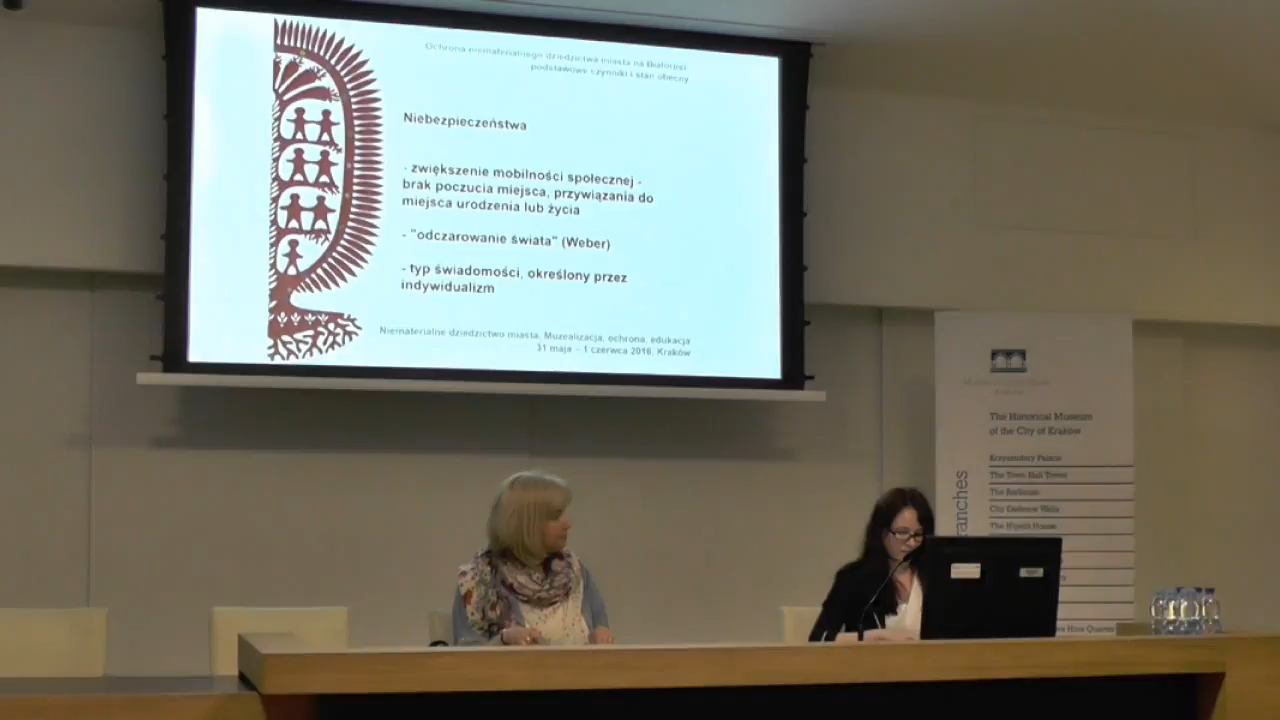 Ochrona niematerialnego dziedzictwa miasta na Białorusi
podstawowe czynniki i stan obecny
Niebezpieczeństwa
- zwiększenie mobilności społecznej -
brak poczucia miejsca, przywiązania do
miejsca urodzenia lub życia
- "odczarowanie świata" (Weber)
- typ świadomości, określony przez
indywidualizm
Niematerialne dziedzictwo miasta. Muzealizacja, ochrona, edukacja
31 maja – 1 czerwca 2016, Kraków
The Historical Museum
of the City of Kraków
anches
Krzysztofory Palace
The Town Hall Tower
The Barbican
City Defence Walls
The Hipolit House